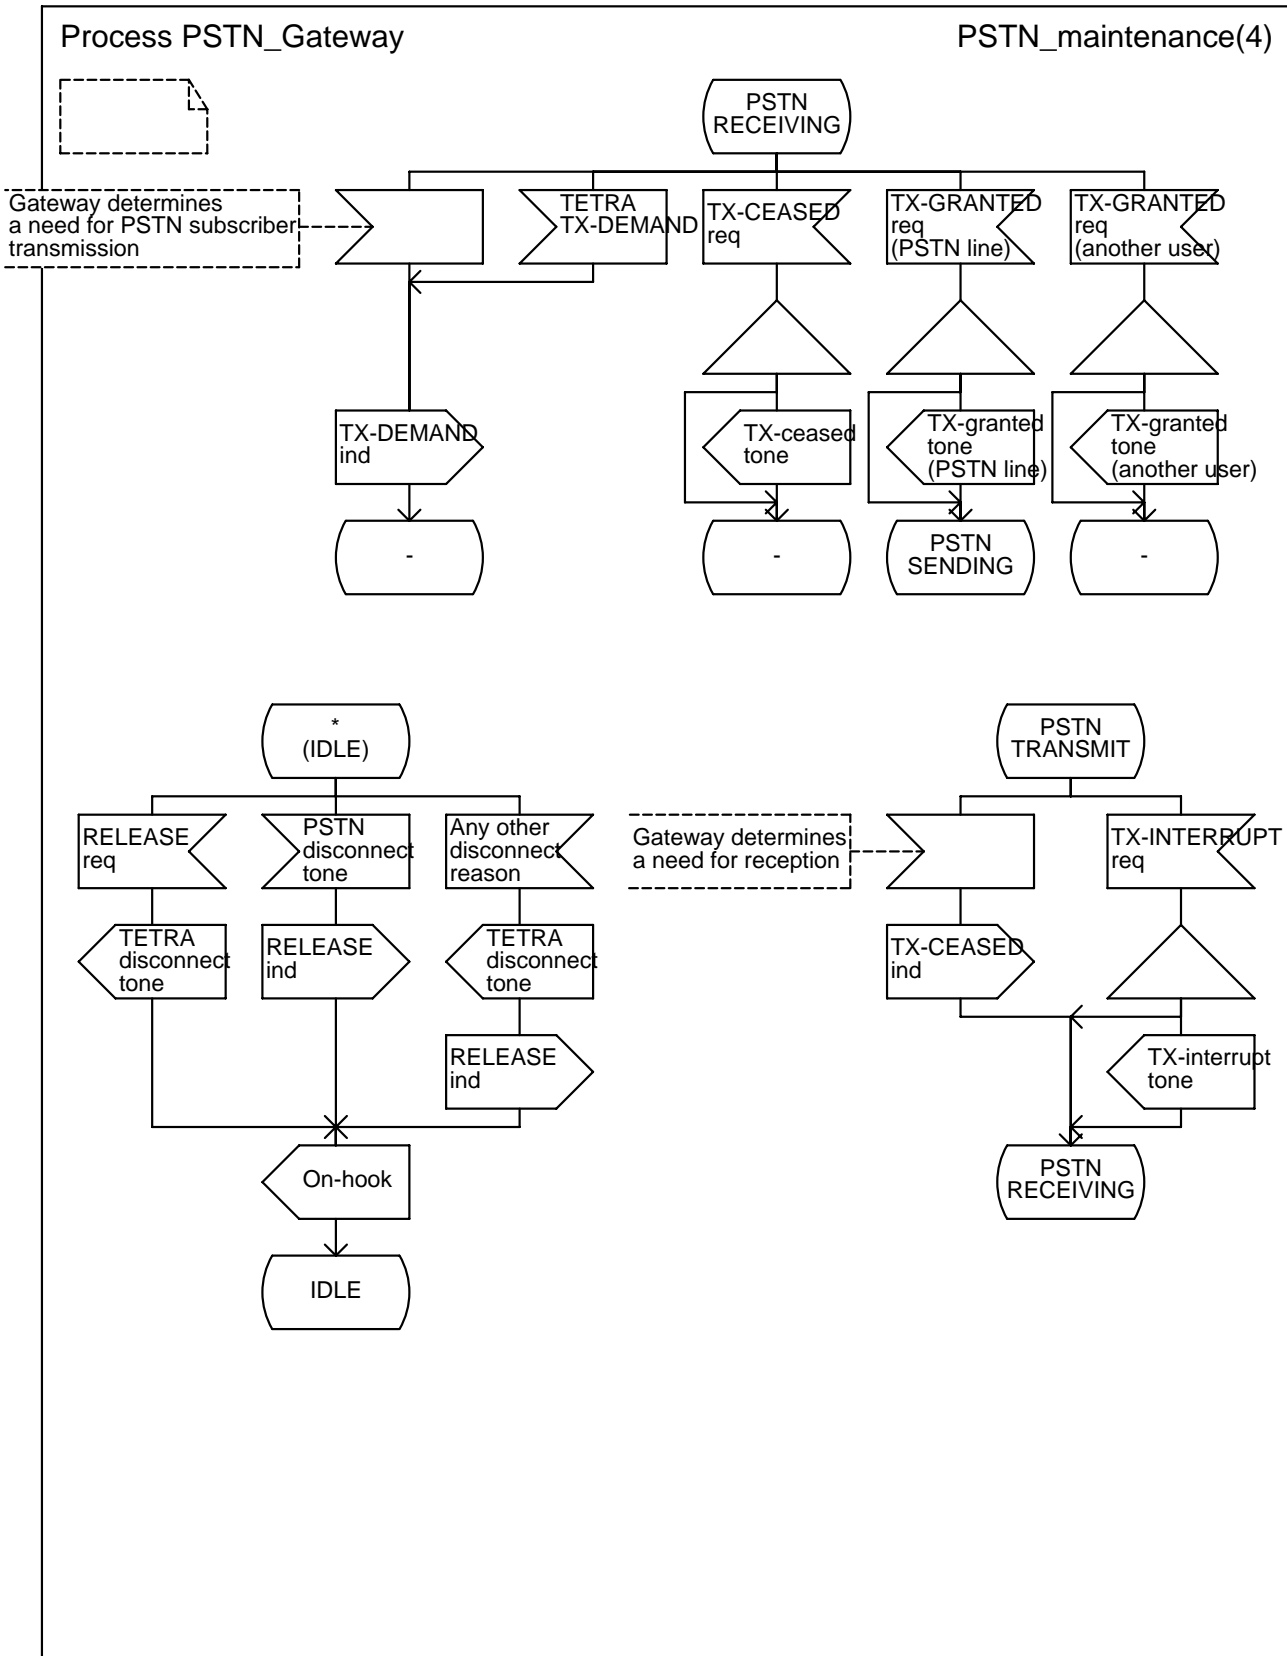 Process PSTN_Gateway
PSTN_maintenance(4)
PSTN
RECEIVING
Gateway determines
a need for PSTN subscriber
transmission
TETRA
TX-DEMAND
TX-CEASED
req
TX-GRANTED
req
(PSTN line)
TX-GRANTED
req
(another user)
TX-DEMAND
ind
TX-ceased
tone
TX-granted
tone
(PSTN line)
TX-granted
tone
(another user)
-
-
PSTN
SENDING
-
*
(IDLE)
PSTN
TRANSMIT
RELEASE
req
PSTN
disconnect
tone
Any other
disconnect
reason
Gateway determines
a need for reception
TX-INTERRUPT
req
TETRA
disconnect
tone
RELEASE
ind
TETRA
disconnect
tone
TX-CEASED
ind
RELEASE
ind
TX-interrupt
tone
On-hook
PSTN
RECEIVING
IDLE